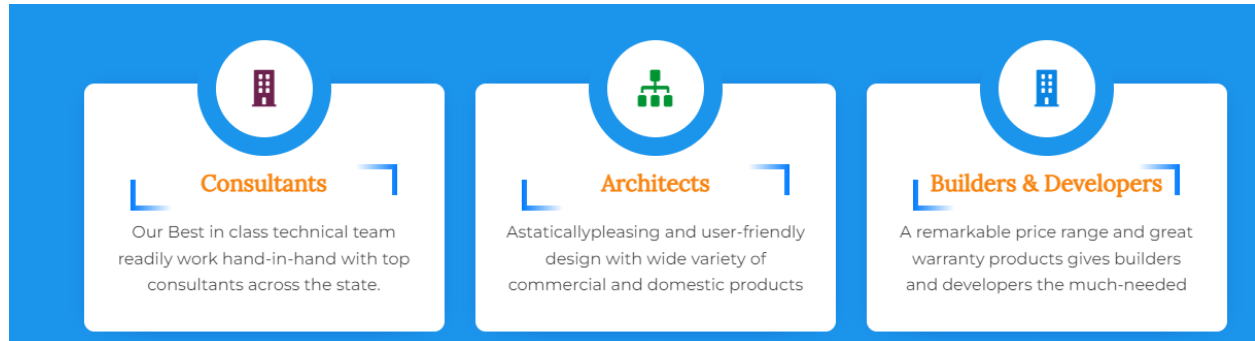 Consultants
Our Best in class technical team
readily work hand-in-hand with top
consultants across the state.
Architects
Astaticallypleasing and user-friendly
design with wide variety of
commercial and domestic products
Builders & Developers
A remarkable price range and great
warranty products gives builders
and developers the much-needed